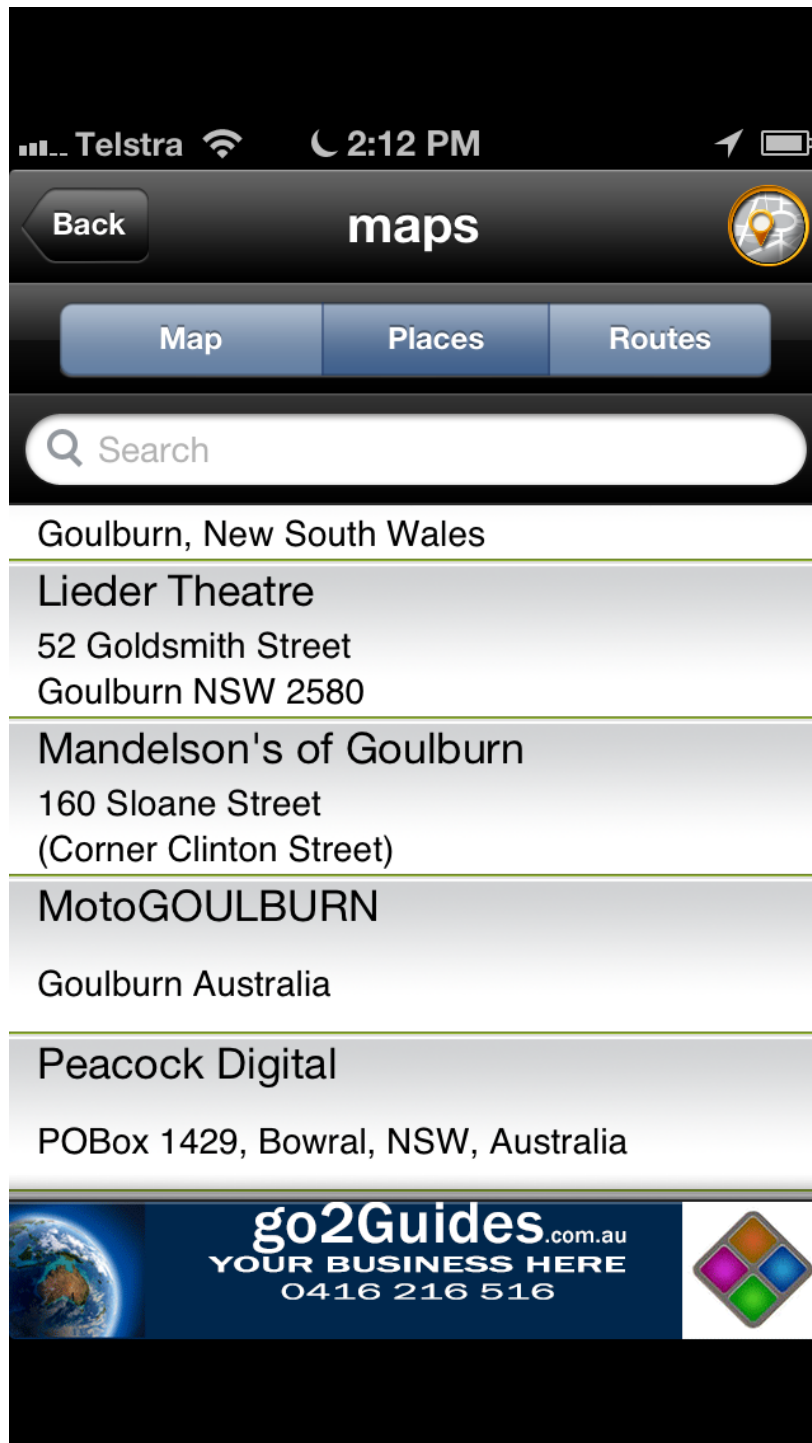 Telstra 2:12 PM
Back maps
Map Places Routes
Search
Goulburn, New South Wales
Lieder Theatre
52 Goldsmith Street
Goulburn NSW 2580
Mandelson's of Goulburn
160 Sloane Street
(Corner Clinton Street)
MotoGOULBURN
Goulburn Australia
Peacock Digital
POBox 1429, Bowral, NSW, Australia
go2Guides.com.au
YOUR BUSINESS HERE
0416 216 516